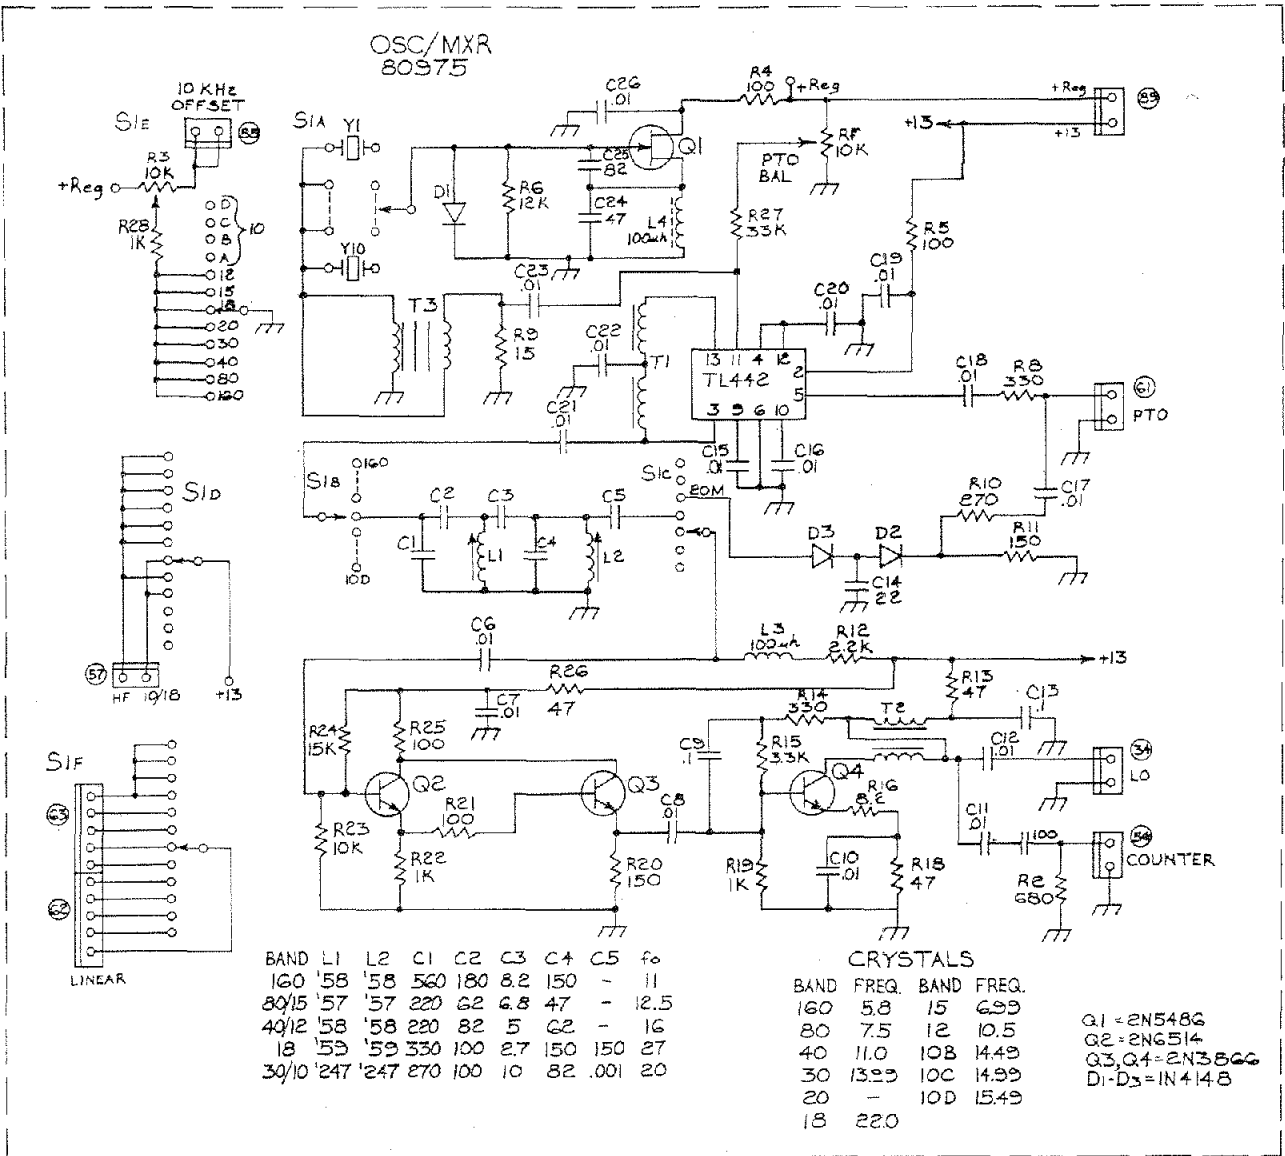 OSC/MXR
80975
10 KHz
OFFSET
88
S1E
R3
10K
+Reg
R28
1K
D
C
B
A
10
12
15
18
20
30
40
80
160
S1A
Y1
Y10
D1
R6
12K
C26
.01
C25
82
C24
47
Q1
L4
100uh
R4
100
+Reg
PTO
BAL
10K
R27
33K
+Reg
+13
+13
89
R5
100
C19
.01
C20
.01
C23
.01
T3
R9
15
C22
.01
T1
C21
.01
13 11 4 12
TL442
2
5
3 9 6 10
C15
.01
C16
.01
C18
.01
R8
330
61
PTO
C17
.01
R10
270
R11
150
D3
D2
C14
22
S1D
57
HF 10/18
+13
S1B
160
10D
C1
C2
C3
C4
C5
L1
L2
S1C
20M
C6
.01
L3
100uh
R12
2.2K
+13
R26
47
C7
.01
R24
15K
R25
100
R13
47
C13
.1
R14
330
T2
C9
.1
R15
3.3K
C12
.01
34
LO
S1F
63
62
LINEAR
Q2
Q3
Q4
R21
100
R23
10K
R22
1K
R20
150
C8
.01
R16
8.2
R19
1K
C10
.01
R18
47
C11
.01
100
R2
680
54
COUNTER
BAND L1 L2 C1 C2 C3 C4 C5 fo
160 '58 '58 560 180 8.2 150 - 11
80/15 '57 '57 220 62 6.8 47 - 12.5
40/12 '58 '58 220 82 5 62 - 16
18 '59 '59 330 100 2.7 150 150 27
30/10 '247 '247 270 100 10 82 .001 20
CRYSTALS
BAND FREQ. BAND FREQ.
160 5.8 15 6.99
80 7.5 12 10.5
40 11.0 10B 14.49
30 13.99 10C 14.99
20 - 10D 15.49
18 22.0
Q1=2N5486
Q2=2N6514
Q3,Q4=2N3866
D1-D3=1N4148